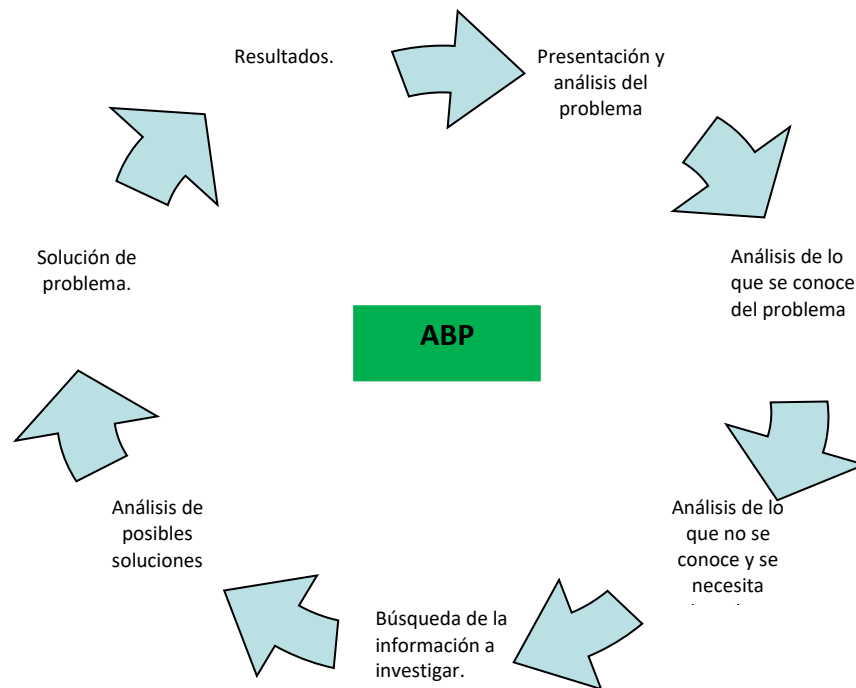 Resultados.
Presentación y
análisis del
problema
Análisis de lo
que se conoce
del problema
Análisis de lo
que no se
conoce y se
necesita
Búsqueda de la
información a
investigar.
Análisis de
posibles
soluciones
Solución de
problema.
ABP